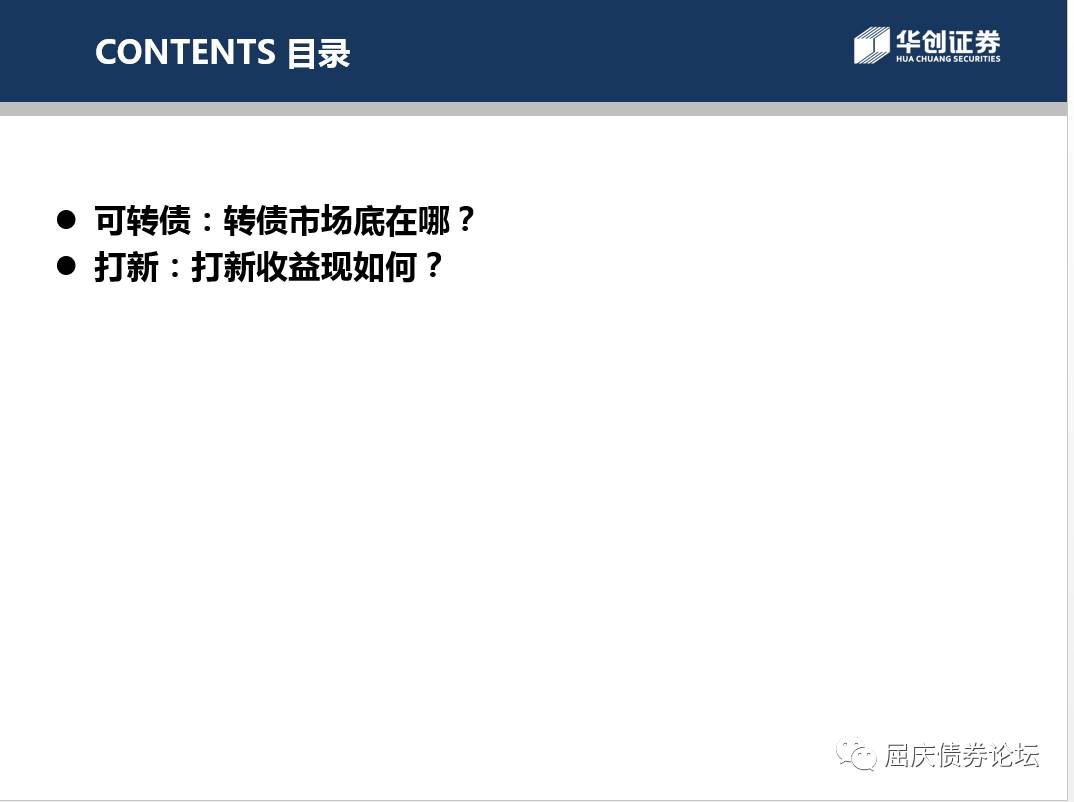 CONTENTS 目录
华创证券
HUA CHUANG SECURITIES
● 可转债：转债市场底在哪？
● 打新：打新收益现如何？
屈庆债券论坛